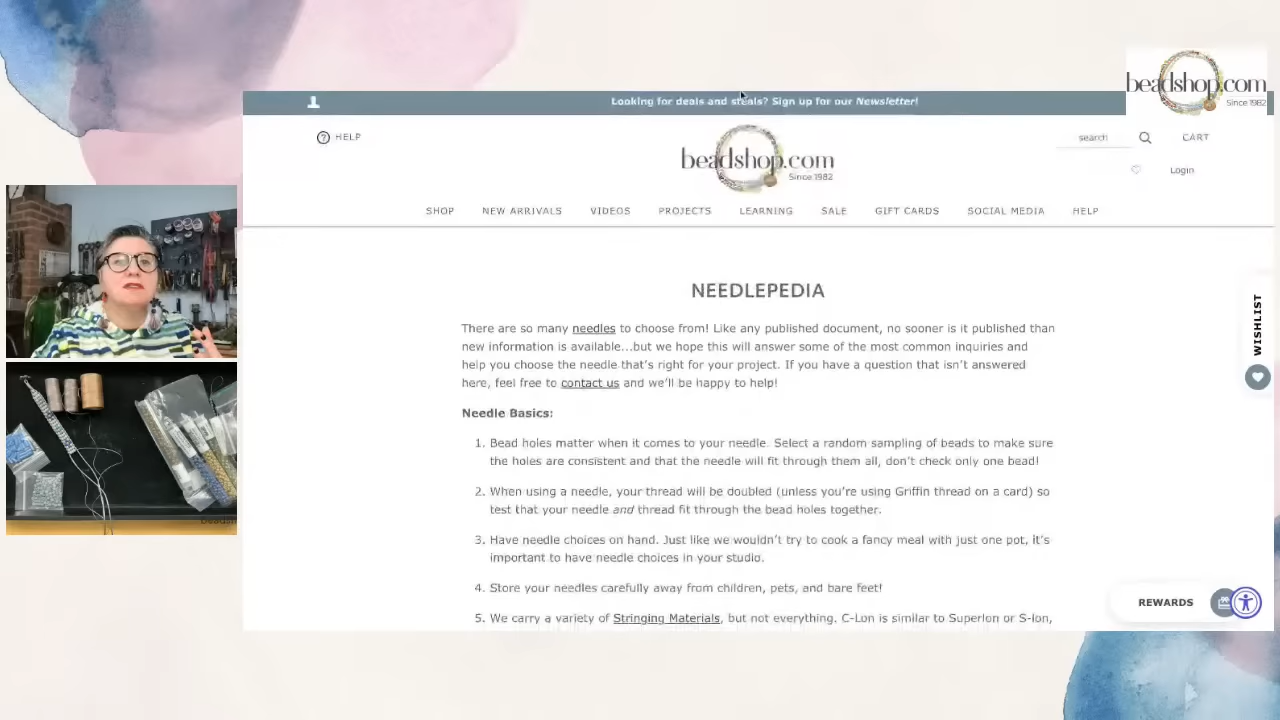 beadshop.com
Since 1982
Looking for deals and steals? Sign up for our Newsletter!
HELP
beadshop.com
Since 1982
search
CART
Login
SHOP NEW ARRIVALS VIDEOS PROJECTS LEARNING SALE GIFT CARDS SOCIAL MEDIA HELP
NEEDLEPEDIA
There are so many needles to choose from! Like any published document, no sooner is it published than
new information is available...but we hope this will answer some of the most common inquiries and
help you choose the needle that's right for your project. If you have a question that isn't answered
here, feel free to contact us and we'll be happy to help!
Needle Basics:
1. Bead holes matter when it comes to your needle. Select a random sampling of beads to make sure
the holes are consistent and that the needle will fit through them all, don't check only one bead!
2. When using a needle, your thread will be doubled (unless you're using Griffin thread on a card) so
test that your needle and thread fit through the bead holes together.
3. Have needle choices on hand. Just like we wouldn't try to cook a fancy meal with just one pot, it's
important to have needle choices in your studio.
4. Store your needles carefully away from children, pets, and bare feet!
5. We carry a variety of Stringing Materials, but not everything. C-Lon is similar to Superlon or S-lon,
WISHLIST
REWARDS